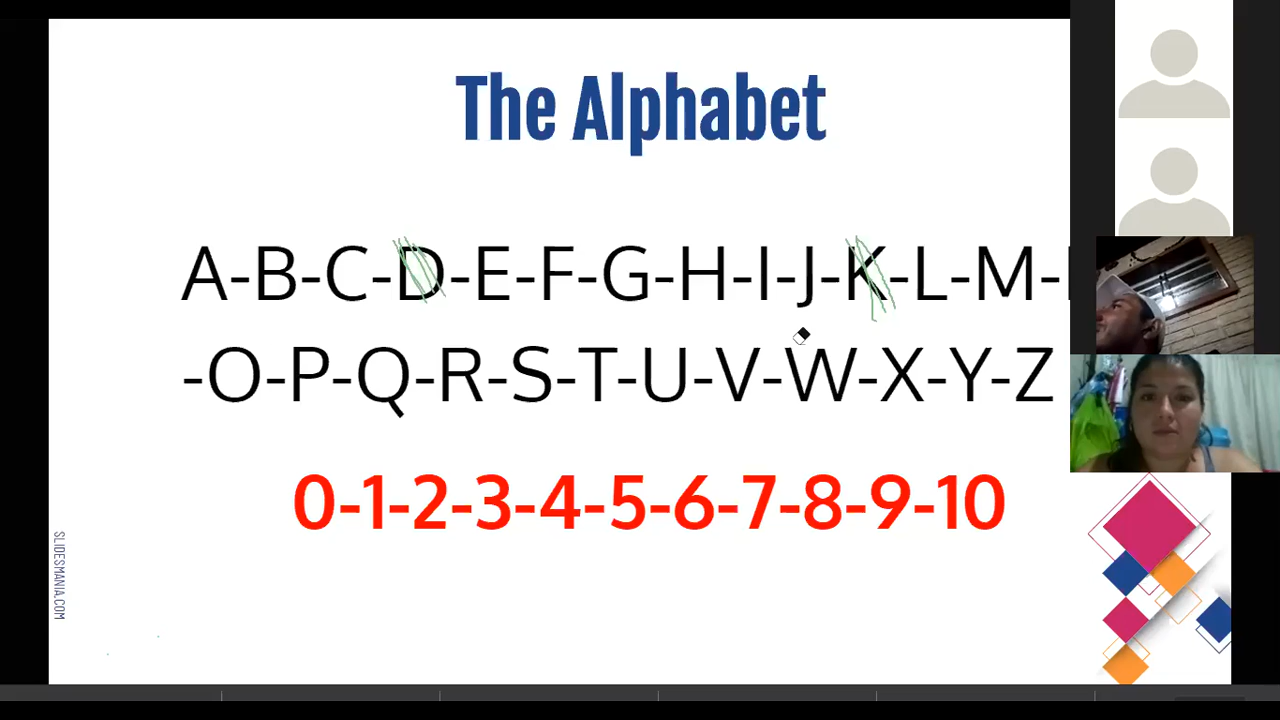 The Alphabet
A-B-C-D-E-F-G-H-I-J-K-L-M-
-O-P-Q-R-S-T-U-V-W-X-Y-Z
0-1-2-3-4-5-6-7-8-9-10
SLIDESMANIA.COM